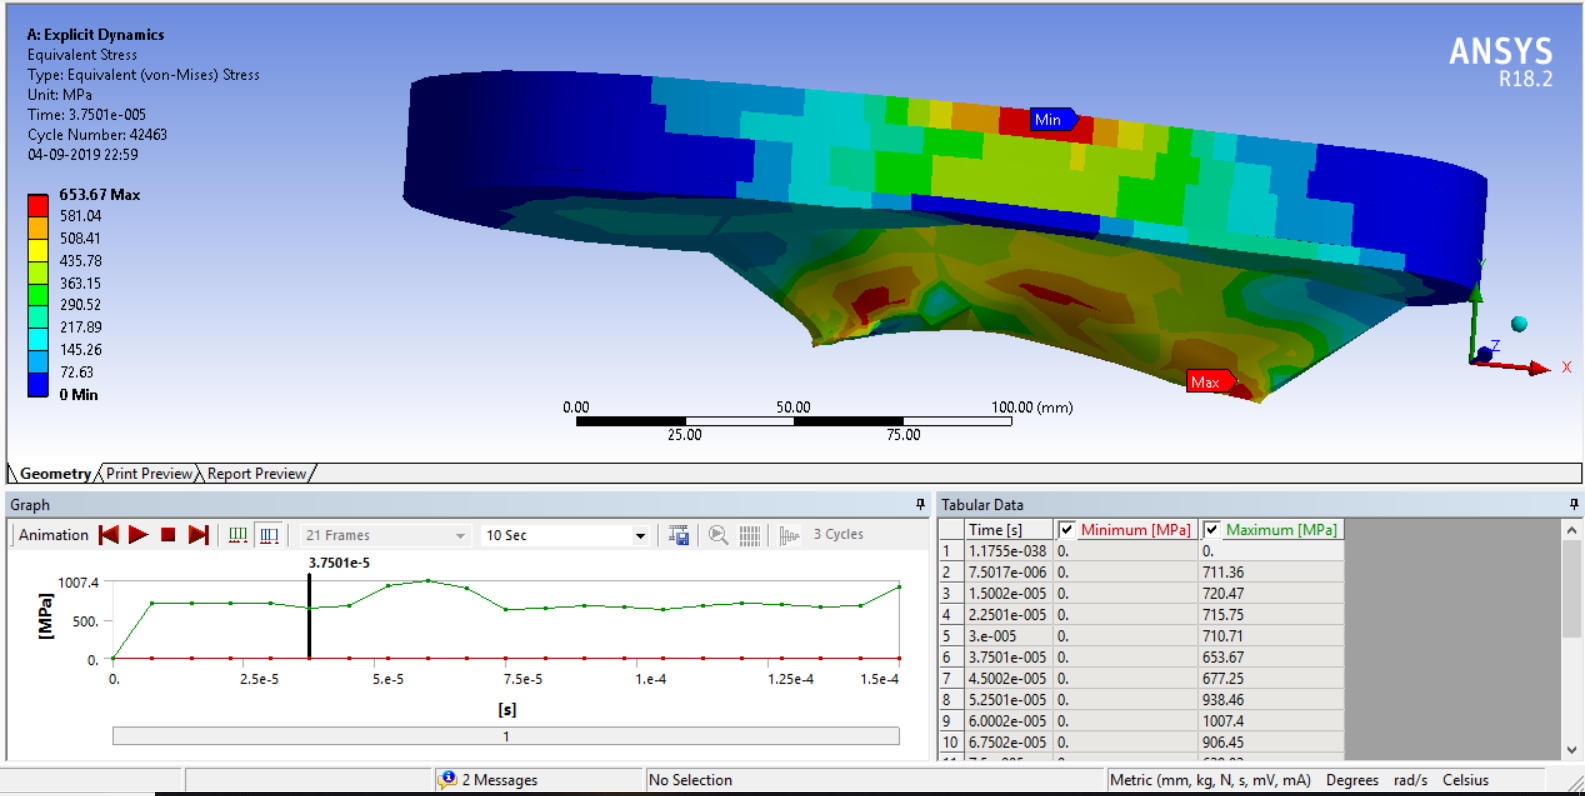 A: Explicit Dynamics
Equivalent Stress
Type: Equivalent (von-Mises) Stress
Unit: MPa
Time: 3.7501e-005
Cycle Number: 42463
04-09-2019 22:59
653.67 Max
581.04
508.41
435.78
363.15
290.52
217.89
145.26
72.63
0 Min
ANSYS
R18.2
Min
Max
Y
Z
X
0.00 50.00 100.00 (mm)
25.00 75.00
Geometry Print Preview Report Preview
Graph
Animation 21 Frames 10 Sec 3 Cycles
3.7501e-5
1007.4
500.
0.
[MPa]
0. 2.5e-5 5.e-5 7.5e-5 1.e-4 1.25e-4 1.5e-4
[s]
1
Tabular Data
Time [s] Minimum [MPa] Maximum [MPa]
1 1.1755e-038 0. 0.
2 7.5017e-006 0. 711.36
3 1.5002e-005 0. 720.47
4 2.2501e-005 0. 715.75
5 3.e-005 0. 710.71
6 3.7501e-005 0. 653.67
7 4.5002e-005 0. 677.25
8 5.2501e-005 0. 938.46
9 6.0002e-005 0. 1007.4
10 6.7502e-005 0. 906.45
2 Messages No Selection Metric (mm, kg, N, s, mV, mA) Degrees rad/s Celsius